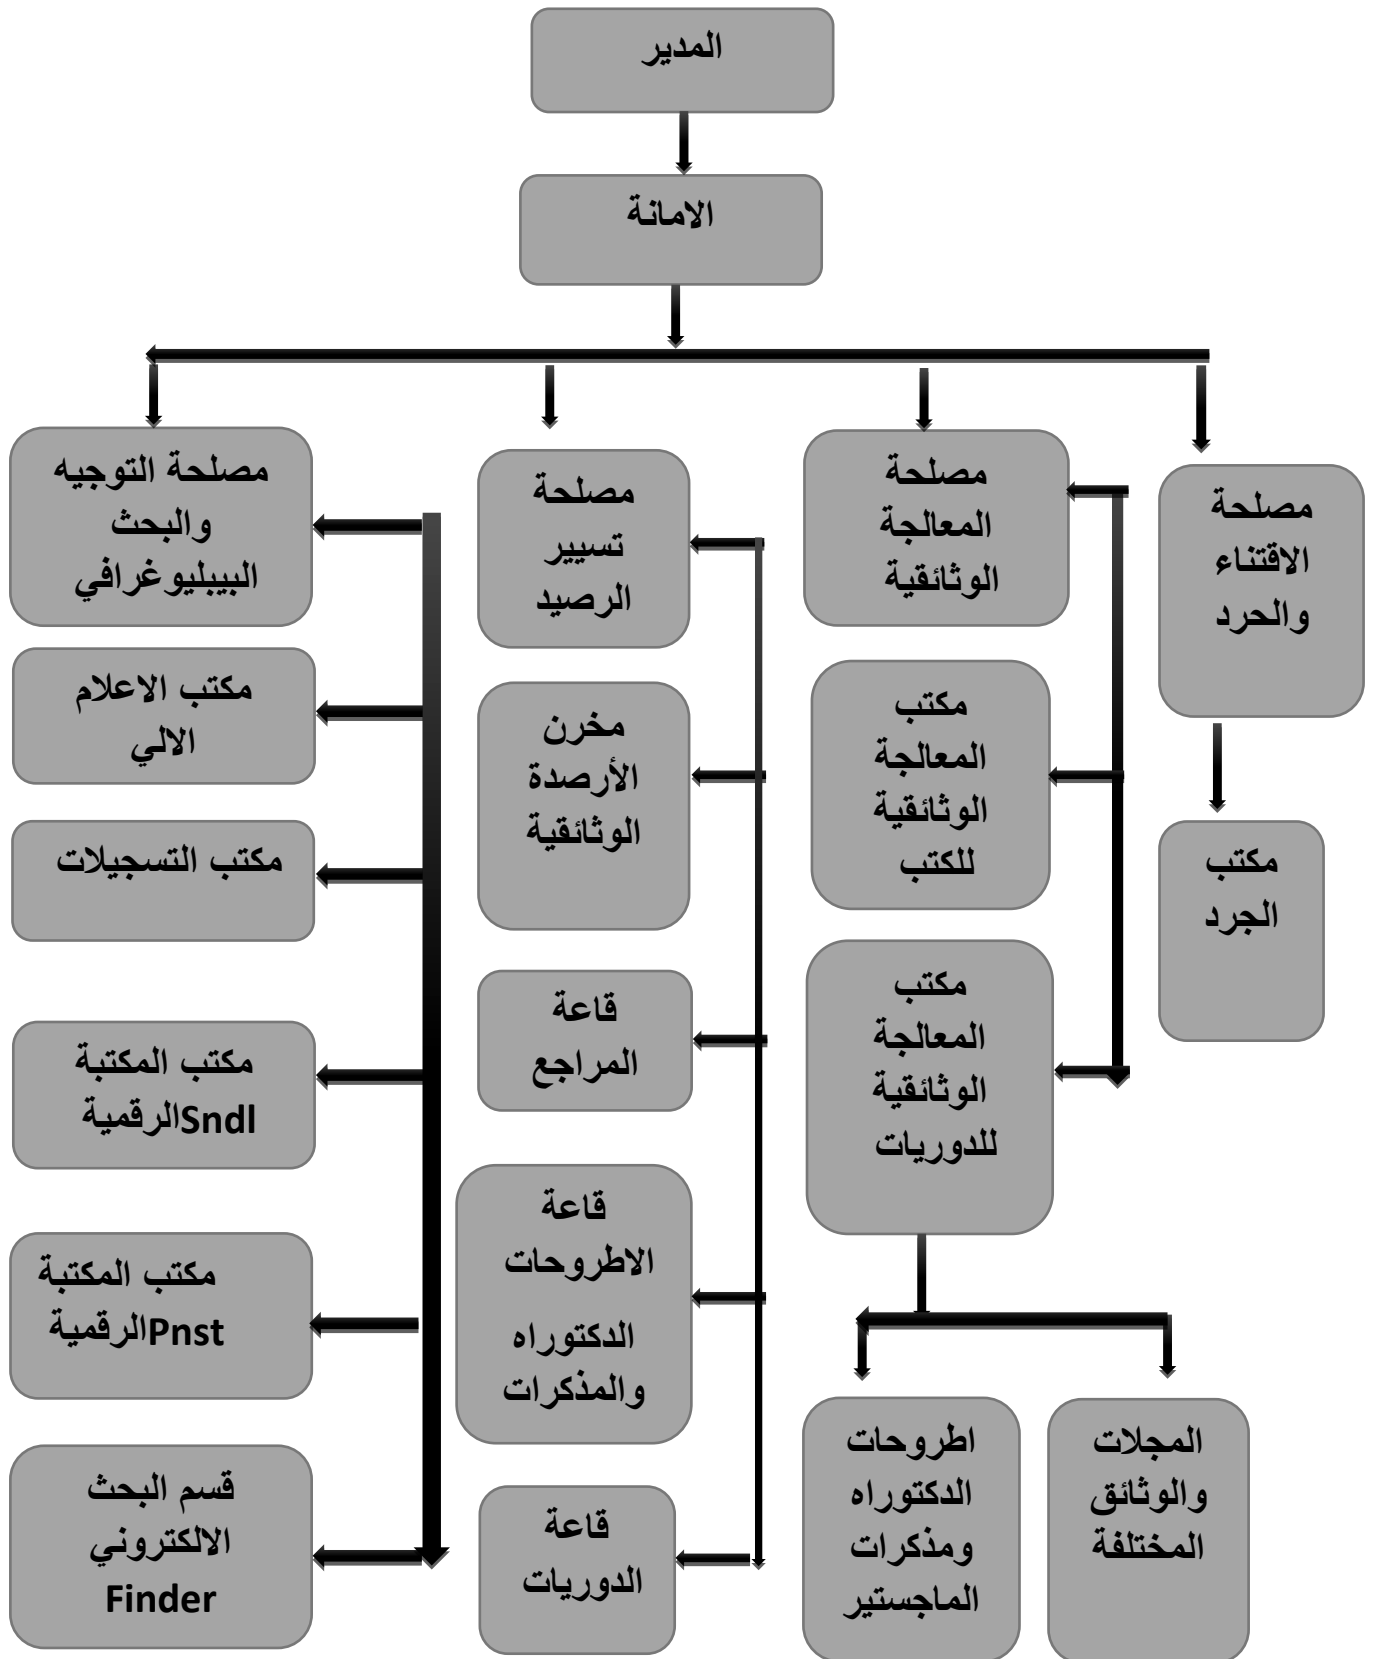 المدير
الامانة
مصلحة
الاقتناء
والحرد
مكتب
الجرد
مصلحة
المعالجة
الوثائقية
مكتب
المعالجة
الوثائقية
للكتب
مكتب
المعالجة
الوثائقية
للدوريات
المجلات
والوثائق
المختلفة
اطروحات
الدكتوراه
ومذكرات
الماجستير
مصلحة
تسيير
الرصيد
مخرن
الأرصدة
الوثائقية
قاعة
المراجع
قاعة
الاطروحات
الدكتوراه
والمذكرات
قاعة
الدوريات
مصلحة التوجيه
والبحث
البيبليوغرافي
مكتب الاعلام
الالي
مكتب التسجيلات
مكتب المكتبة
Sndlالرقمية
مكتب المكتبة
Pnstالرقمية
قسم البحث
الالكتروني
Finder